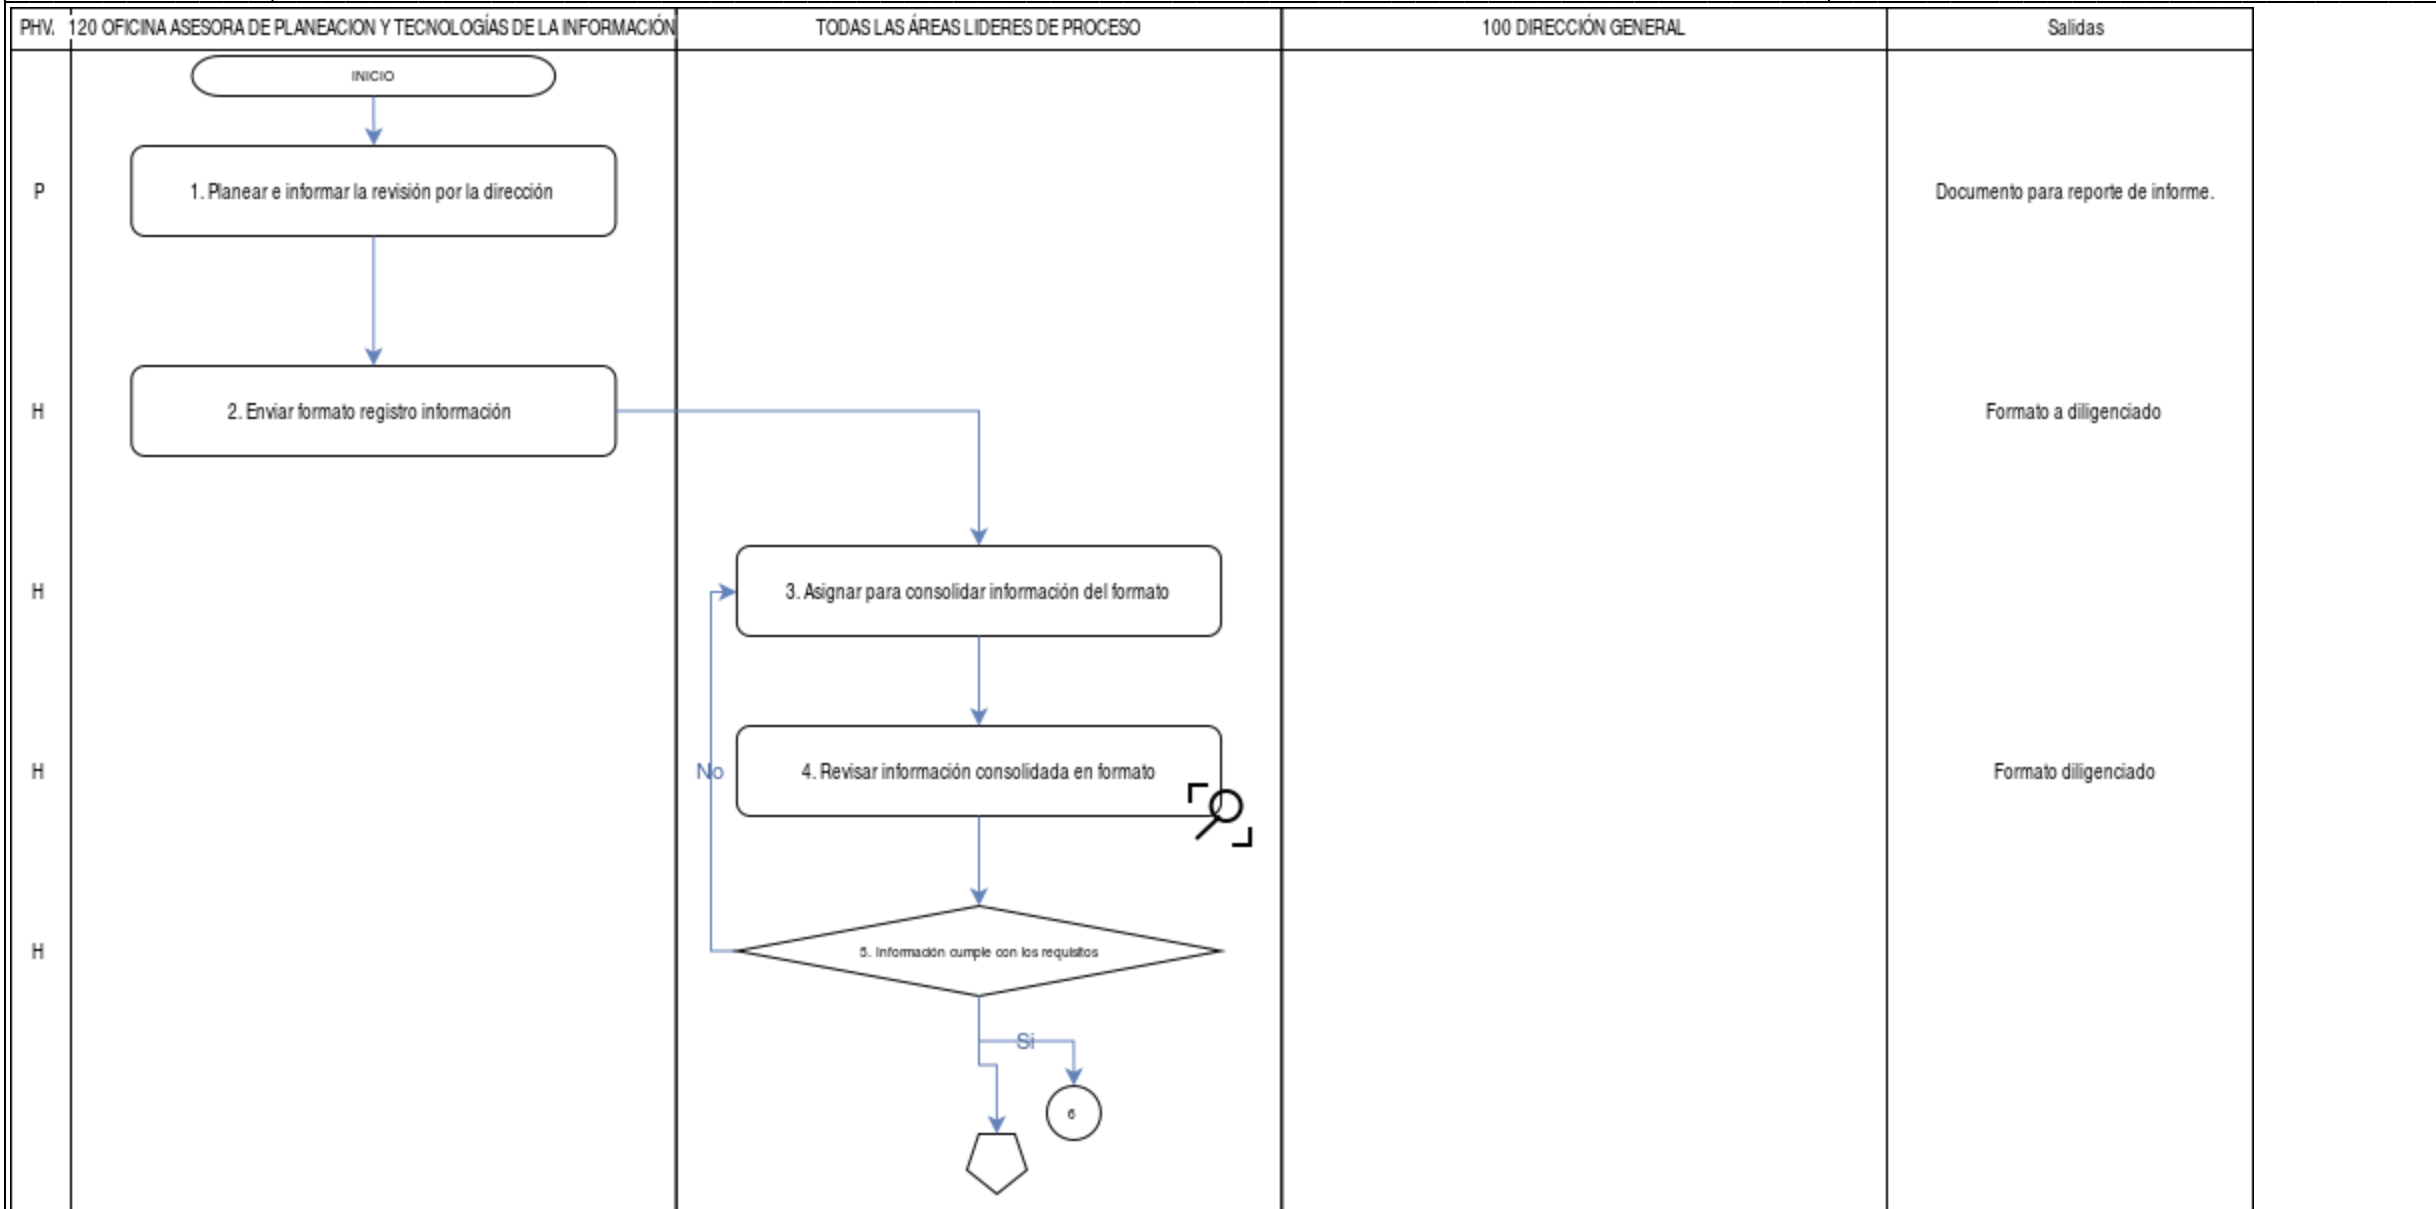 PHV. 120 OFICINA ASESORA DE PLANEACION Y TECNOLOGÍAS DE LA INFORMACIÓN TODAS LAS ÁREAS LIDERES DE PROCESO 100 DIRECCIÓN GENERAL Salidas
INICIO
P 1. Planear e informar la revisión por la dirección Documento para reporte de informe.
H 2. Enviar formato registro información Formato a diligenciado
H 3. Asignar para consolidar información del formato
H No 4. Revisar información consolidada en formato Formato diligenciado
H 5. Información cumple con los requisitos
Si
6